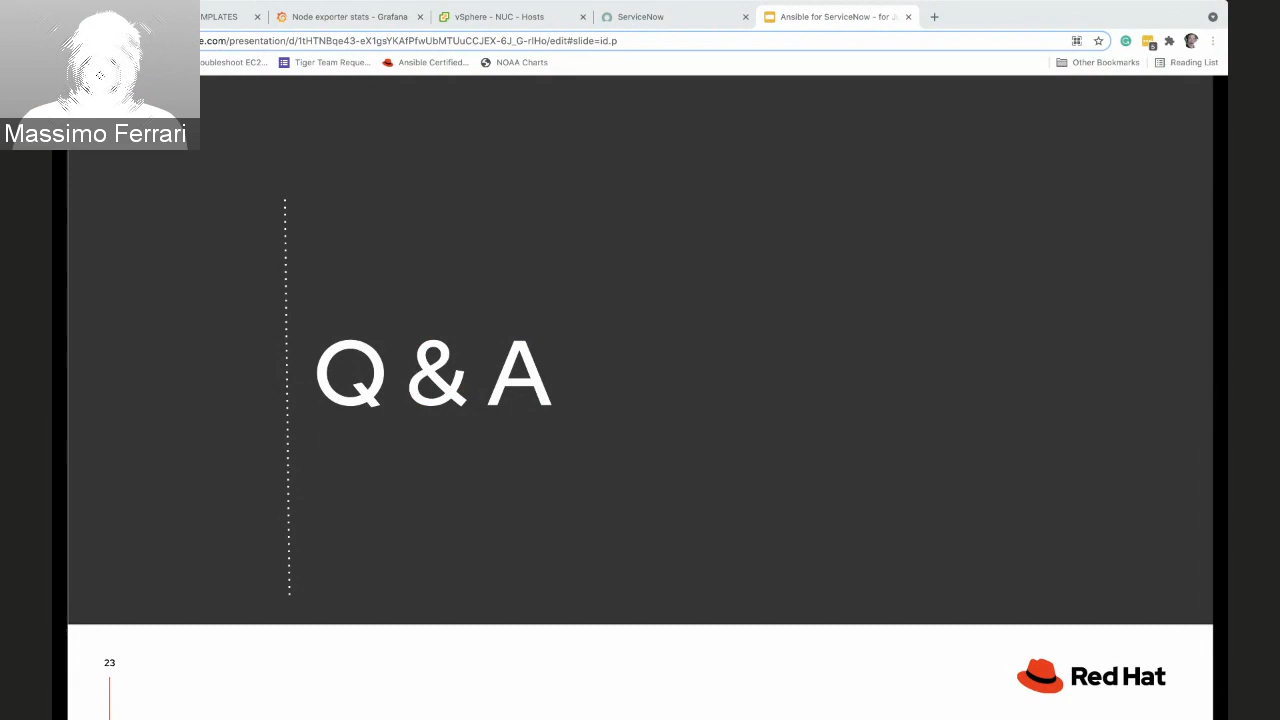 MPLATES
Node exporter stats - Grafana
vSphere - NUC - Hosts
ServiceNow
Ansible for ServiceNow - for J
e.com/presentation/d/1tHTNBqe43-eX1gsYKAfPfwUbMTUuCCJEX-6J_G-rlHo/edit#slide=id.p
5
oubleshoot EC2...
Tiger Team Reque...
Ansible Certified...
NOAA Charts
Other Bookmarks
Reading List
Massimo Ferrari
Q & A
23
Red Hat